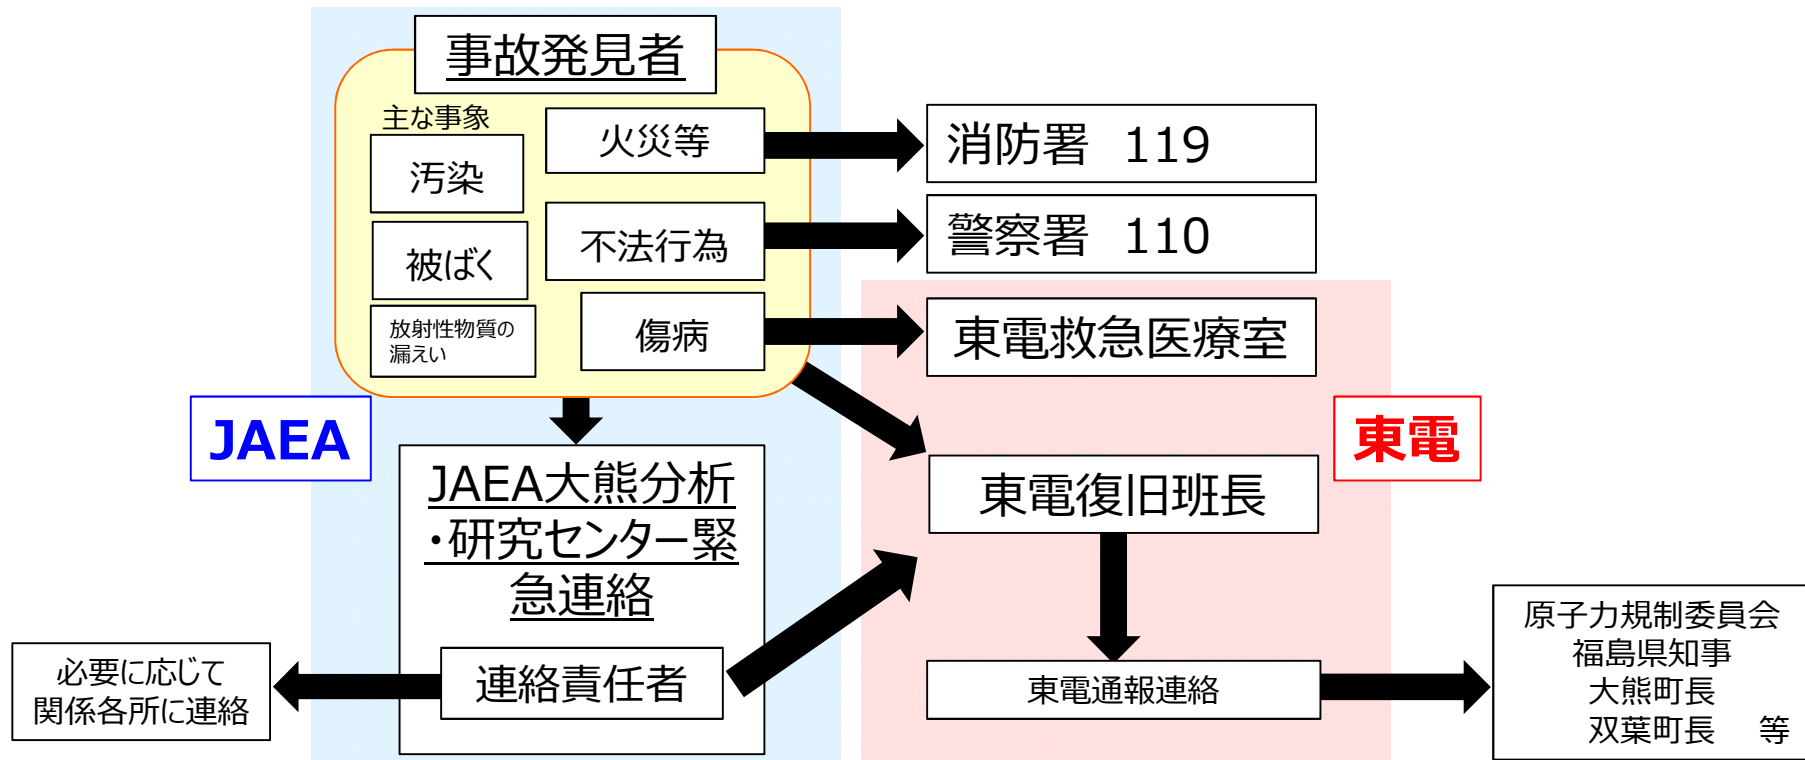 事故発見者
主な事象
汚染
被ばく
放射性物質の
漏えい
火災等
不法行為
傷病
消防署 119
警察署 110
東電救急医療室
JAEA
東電
JAEA大熊分析
・研究センター緊
急連絡
連絡責任者
必要に応じて
関係各所に連絡
東電復旧班長
東電通報連絡
原子力規制委員会
福島県知事
大熊町長
双葉町長 等